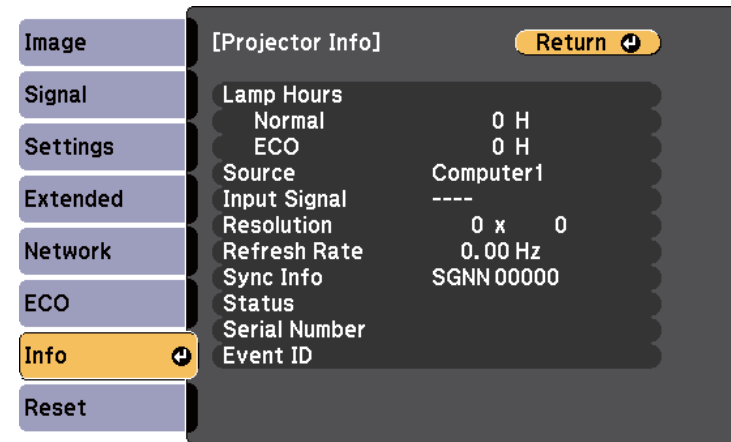 Image
Signal
Settings
Extended
Network
ECO
Info
Reset
[Projector Info]
Return
Lamp Hours
Normal 0 H
ECO 0 H
Source Computer1
Input Signal ----
Resolution 0 x 0
Refresh Rate 0.00 Hz
Sync Info SGNN 00000
Status
Serial Number
Event ID